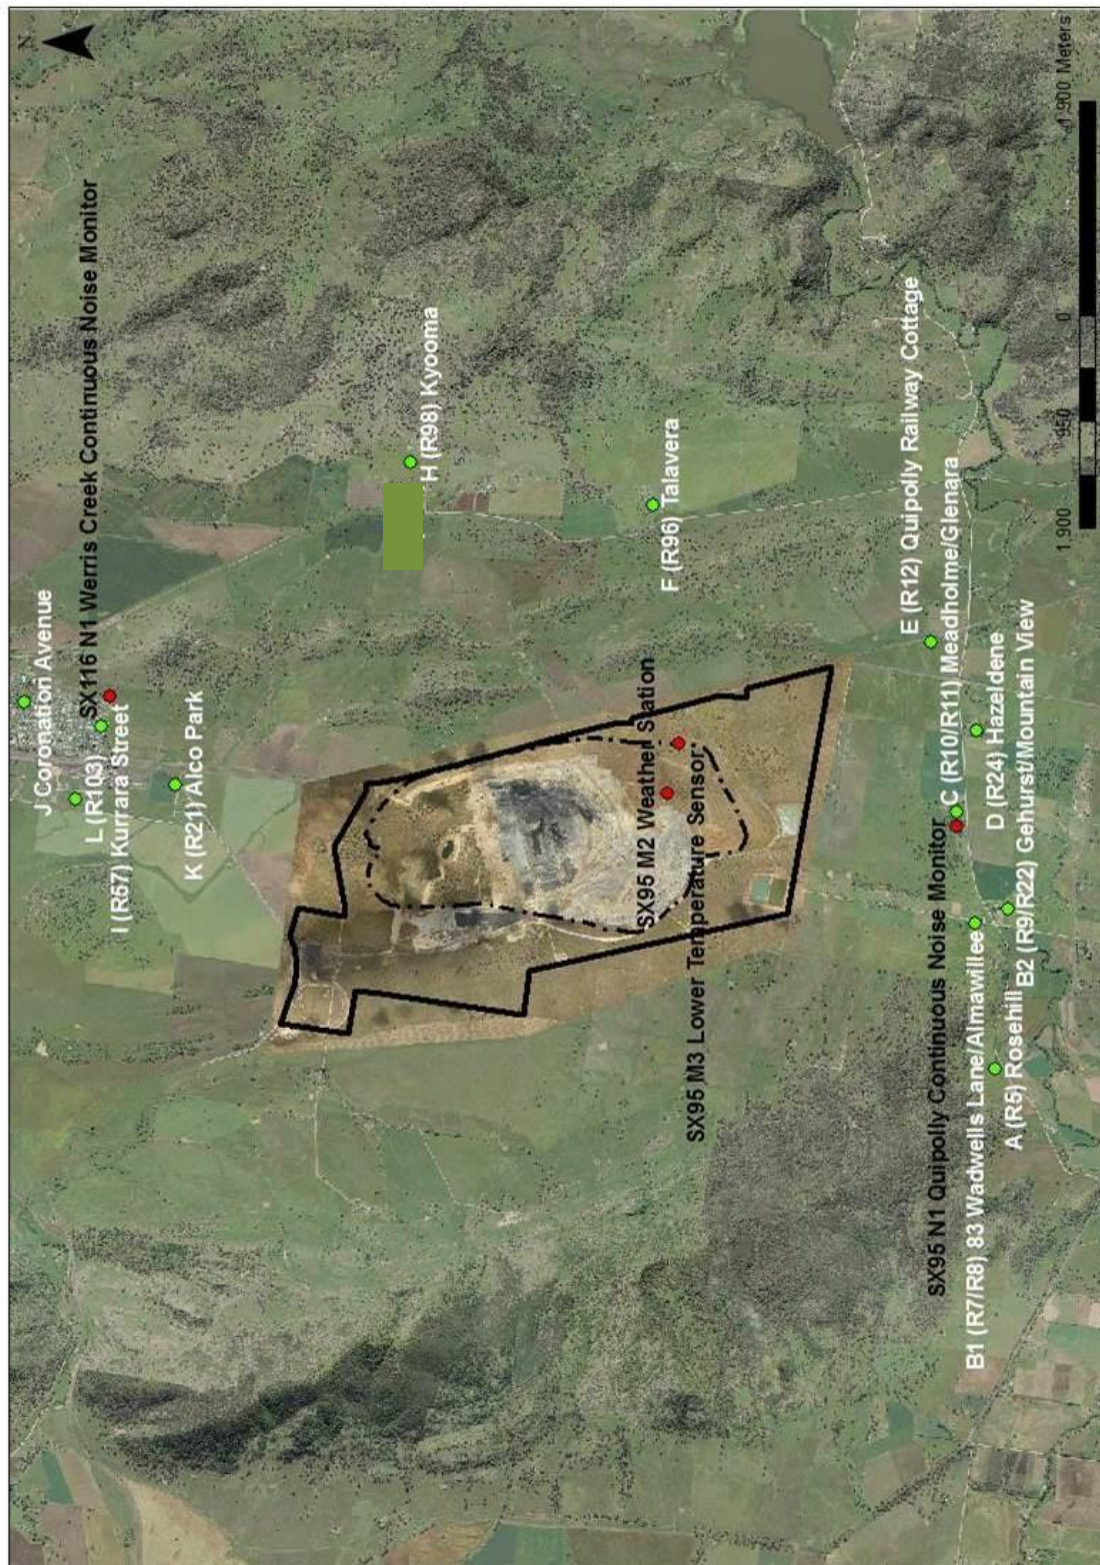 N
J Coronation Avenue
SX116 N1 Werris Creek Continuous Noise Monitor
L (R103)
I (R57) Kurrara Street
K (R21) Alco Park
H (R98) Kyooma
F (R96) Talavera
SX95 M2 Weather Station
SX95 M3 Lower Temperature Sensor
E (R12) Quipolly Railway Cottage
C (R10/R11) Meadholme/Glenara
SX95 N1 Quipolly Continuous Noise Monitor
D (R24) Hazeldene
B2 (R9/R22) Gehurst/Mountain View
B1 (R7/R8) 83 Wadwells Lane/Almawillee
A (R5) Rosehill
1,900 950 0 1,900 Meters